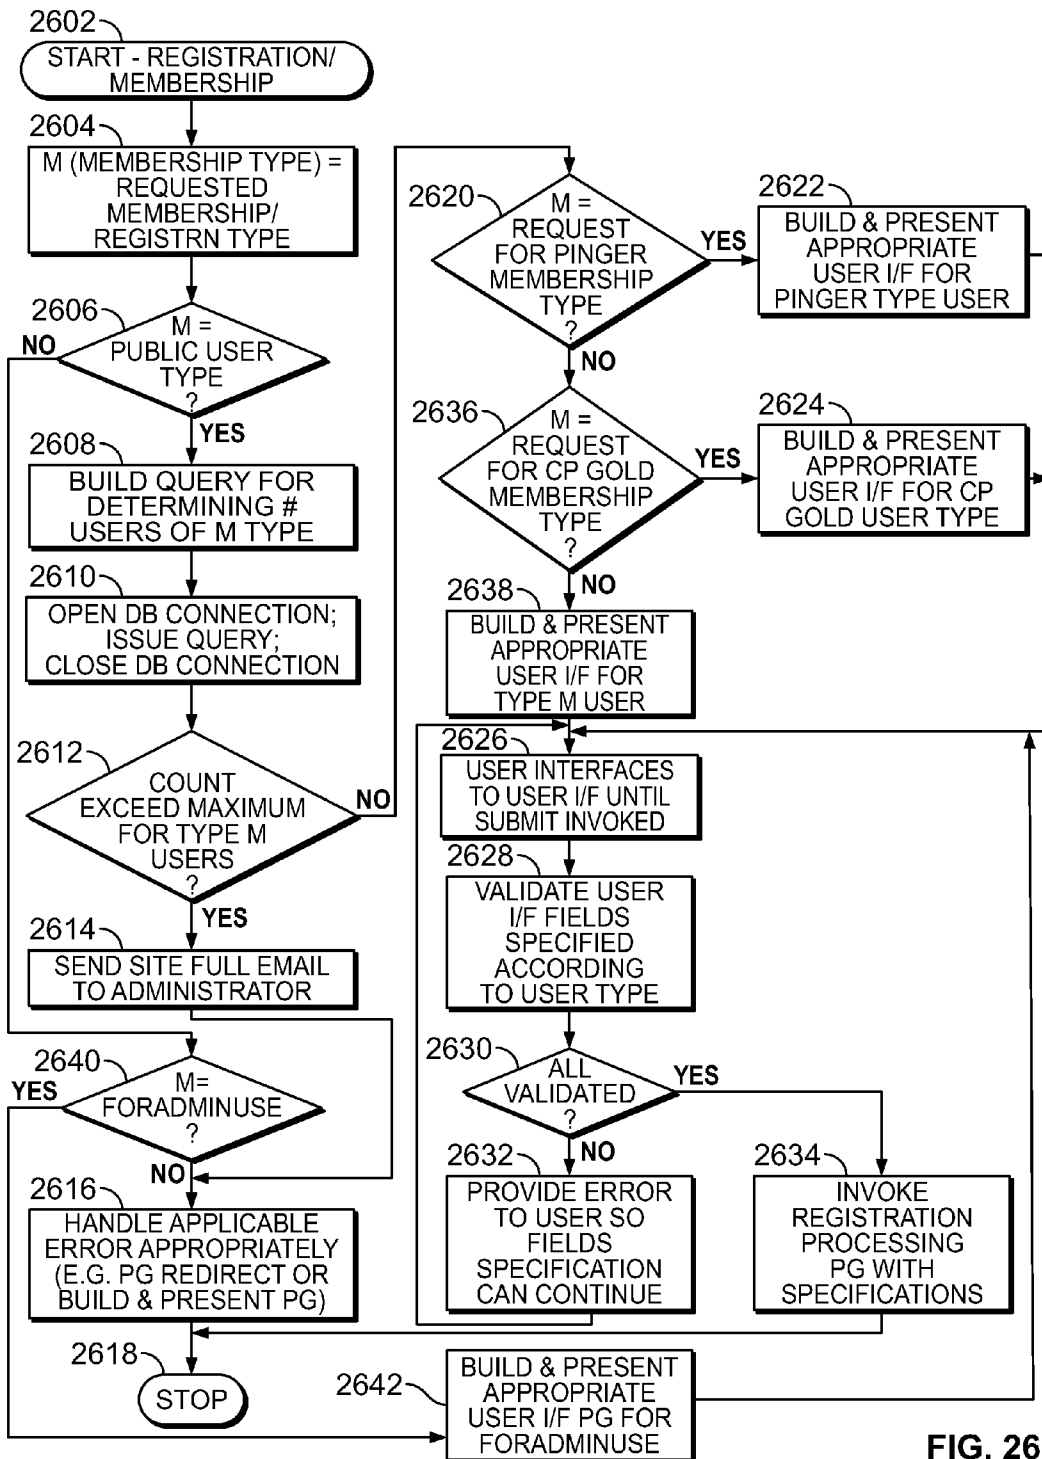 2602
START - REGISTRATION/
MEMBERSHIP
2604
M (MEMBERSHIP TYPE) =
REQUESTED
MEMBERSHIP/
REGISTRN TYPE
2606
M =
PUBLIC USER
TYPE
?
NO
YES
2608
BUILD QUERY FOR
DETERMINING #
USERS OF M TYPE
2610
OPEN DB CONNECTION;
ISSUE QUERY;
CLOSE DB CONNECTION
2612
COUNT
EXCEED MAXIMUM
FOR TYPE M
USERS
?
NO
YES
2614
SEND SITE FULL EMAIL
TO ADMINISTRATOR
2640
YES
M=
FORADMINUSE
?
NO
2616
HANDLE APPLICABLE
ERROR APPROPRIATELY
(E.G. PG REDIRECT OR
BUILD & PRESENT PG)
2618
STOP
2620
M =
REQUEST
FOR PINGER
MEMBERSHIP
TYPE
?
YES
NO
2622
BUILD & PRESENT
APPROPRIATE
USER I/F FOR
PINGER TYPE USER
2636
M =
REQUEST
FOR CP GOLD
MEMBERSHIP
TYPE
?
YES
NO
2624
BUILD & PRESENT
APPROPRIATE
USER I/F FOR CP
GOLD USER TYPE
2638
BUILD & PRESENT
APPROPRIATE
USER I/F FOR
TYPE M USER
2626
USER INTERFACES
TO USER I/F UNTIL
SUBMIT INVOKED
2628
VALIDATE USER
I/F FIELDS
SPECIFIED
ACCORDING
TO USER TYPE
2630
ALL
VALIDATED
?
YES
NO
2632
PROVIDE ERROR
TO USER SO
FIELDS
SPECIFICATION
CAN CONTINUE
2634
INVOKE
REGISTRATION
PROCESSING
PG WITH
SPECIFICATIONS
2642
BUILD & PRESENT
APPROPRIATE
USER I/F PG FOR
FORADMINUSE
FIG. 26